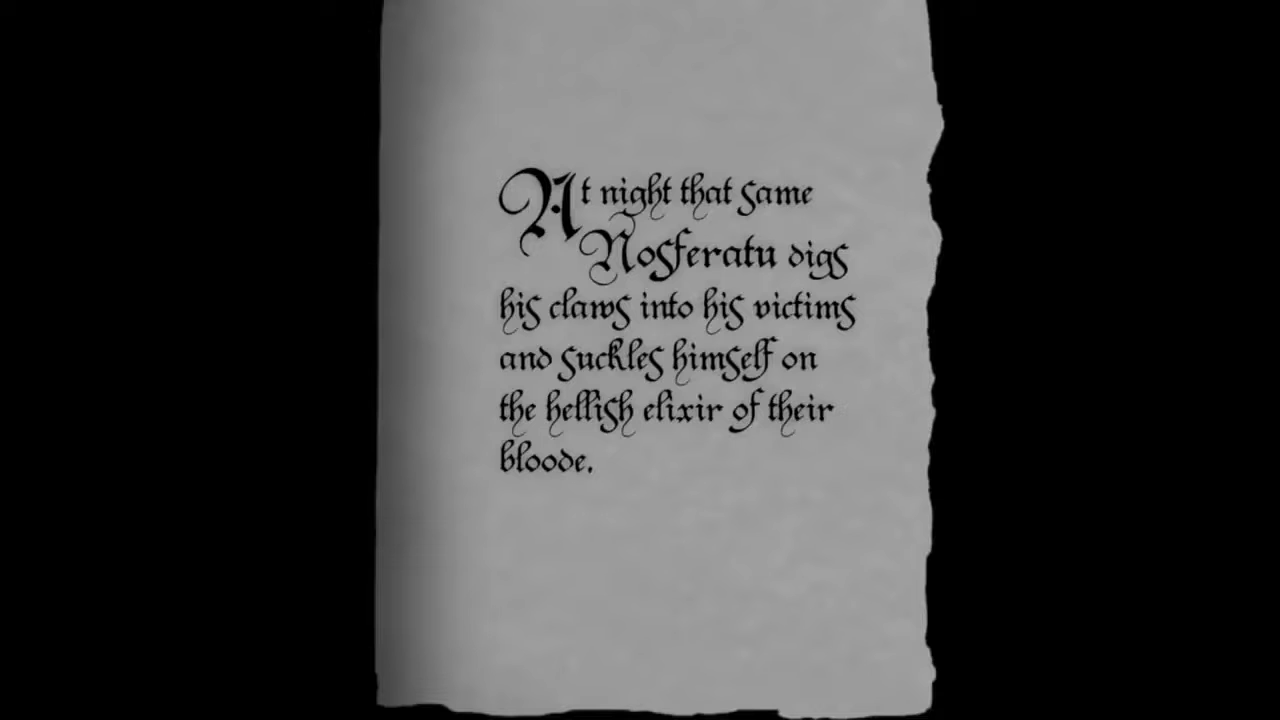 At night that same
Nosferatu digs
his claws into his victims
and suckles himself on
the hellish elixir of their
bloode.